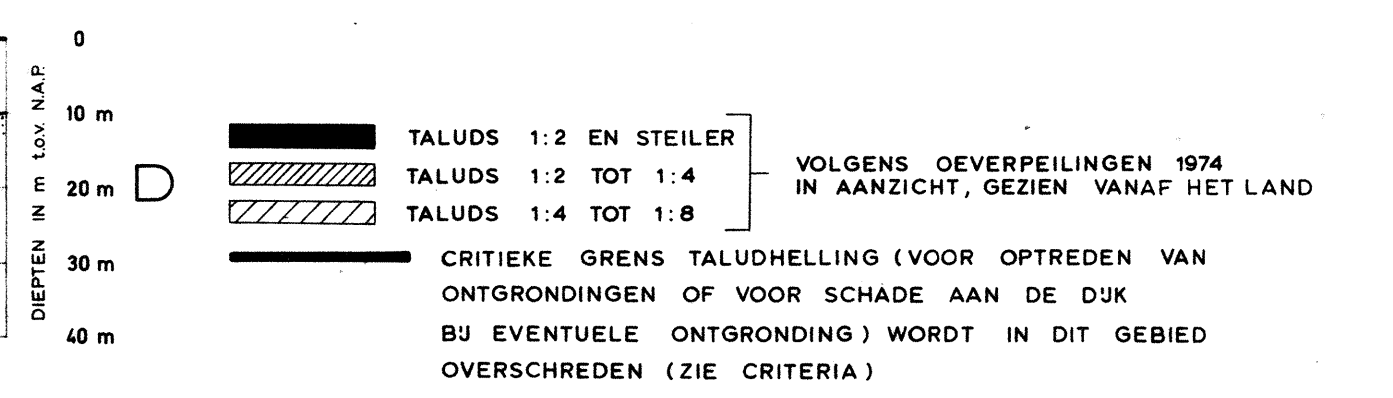 0
10 m
20 m
30 m
40 m
DIEPTEN IN m t.o.v. N.A.P.
D
TALUDS 1:2 EN STEILER
TALUDS 1:2 TOT 1:4
TALUDS 1:4 TOT 1:8
VOLGENS OEVERPEILINGEN 1974
IN AANZICHT, GEZIEN VANAF HET LAND
CRITIEKE GRENS TALUDHELLING (VOOR OPTREDEN VAN
ONTGRONDINGEN OF VOOR SCHADE AAN DE DIJK
BIJ EVENTUELE ONTGRONDING) WORDT IN DIT GEBIED
OVERSCHREDEN (ZIE CRITERIA)